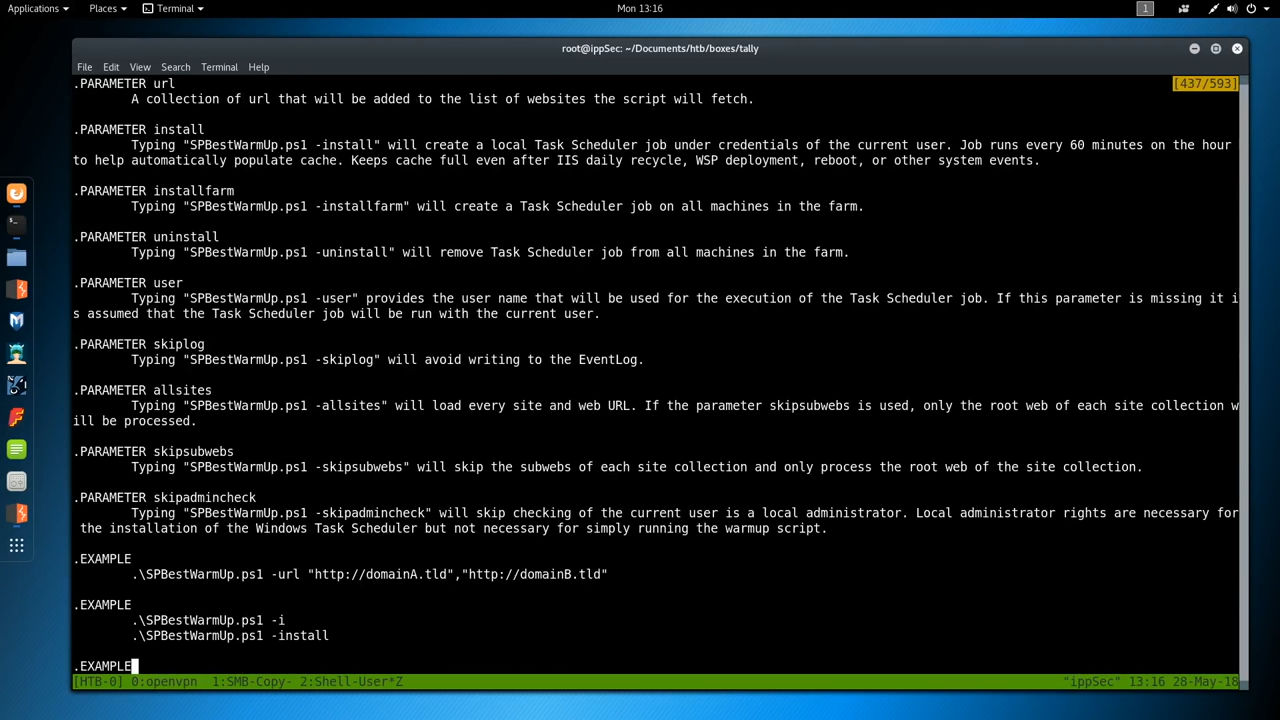 Applications Places Terminal Mon 13:16 1
root@ippSec: ~/Documents/htb/boxes/tally
File Edit View Search Terminal Help
.PARAMETER url [437/593]
A collection of url that will be added to the list of websites the script will fetch.
.PARAMETER install
Typing "SPBestWarmUp.ps1 -install" will create a local Task Scheduler job under credentials of the current user. Job runs every 60 minutes on the hour
to help automatically populate cache. Keeps cache full even after IIS daily recycle, WSP deployment, reboot, or other system events.
.PARAMETER installfarm
Typing "SPBestWarmUp.ps1 -installfarm" will create a Task Scheduler job on all machines in the farm.
.PARAMETER uninstall
Typing "SPBestWarmUp.ps1 -uninstall" will remove Task Scheduler job from all machines in the farm.
.PARAMETER user
Typing "SPBestWarmUp.ps1 -user" provides the user name that will be used for the execution of the Task Scheduler job. If this parameter is missing it i
s assumed that the Task Scheduler job will be run with the current user.
.PARAMETER skiplog
Typing "SPBestWarmUp.ps1 -skiplog" will avoid writing to the EventLog.
.PARAMETER allsites
Typing "SPBestWarmUp.ps1 -allsites" will load every site and web URL. If the parameter skipsubwebs is used, only the root web of each site collection w
ill be processed.
.PARAMETER skipsubwebs
Typing "SPBestWarmUp.ps1 -skipsubwebs" will skip the subwebs of each site collection and only process the root web of the site collection.
.PARAMETER skipadmincheck
Typing "SPBestWarmUp.ps1 -skipadmincheck" will skip checking of the current user is a local administrator. Local administrator rights are necessary for
the installation of the Windows Task Scheduler but not necessary for simply running the warmup script.
.EXAMPLE
.\SPBestWarmUp.ps1 -url "http://domainA.tld","http://domainB.tld"
.EXAMPLE
.\SPBestWarmUp.ps1 -i
.\SPBestWarmUp.ps1 -install
.EXAMPLE
[HTB-0] 0:openvpn 1:SMB-Copy- 2:Shell-User*Z "ippSec" 13:16 28-May-18